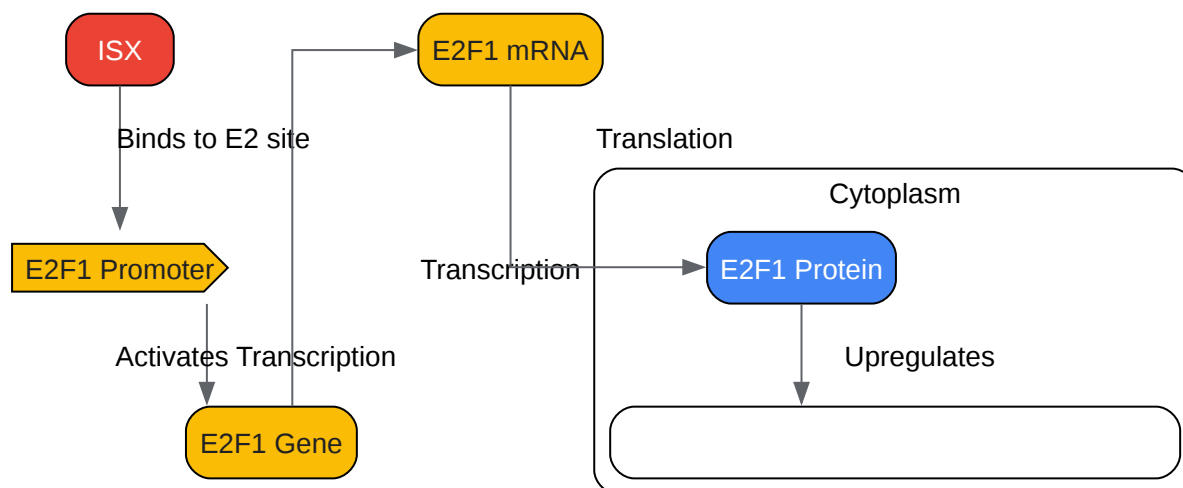 ISX
E2F1 mRNA
Binds to E2 site
Translation
Cytoplasm
E2F1 Promoter
Transcription
E2F1 Protein
Activates Transcription
Upregulates
E2F1 Gene